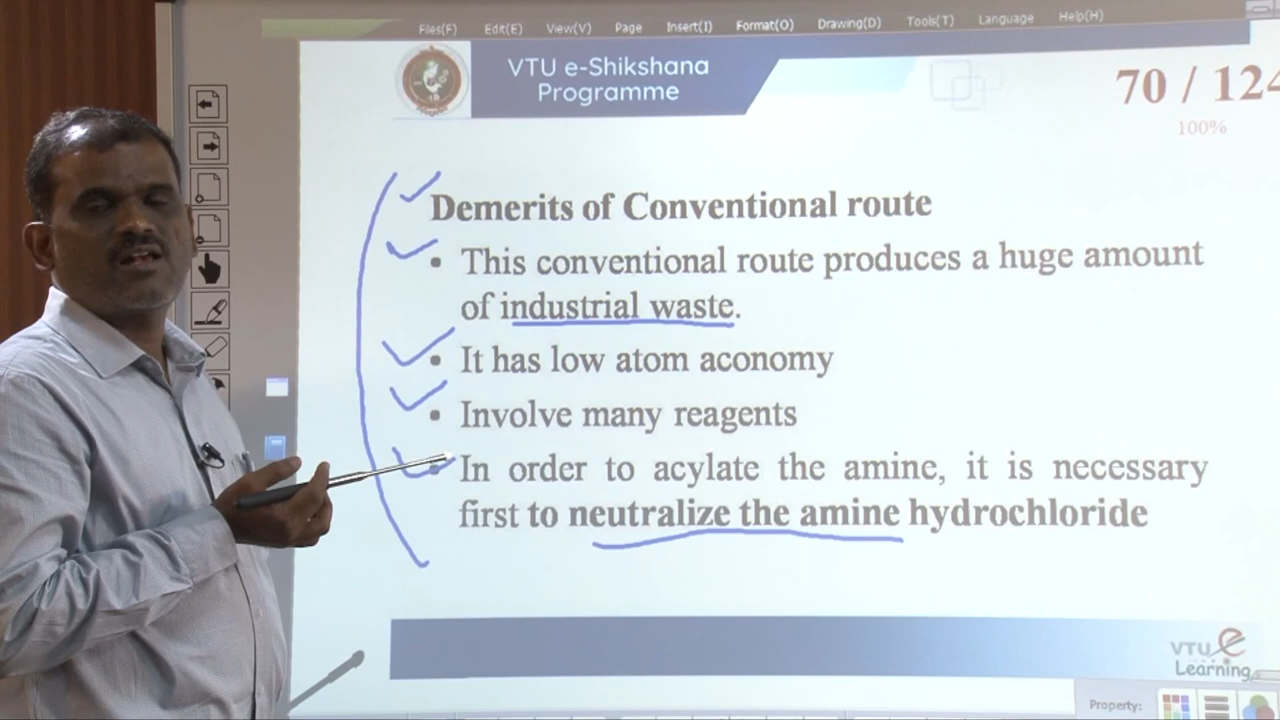 Files(F) Edit(E) View(V) Page Insert(I) Format(O) Drawing(D) Tools(T) Language Help(H)
VTU e-Shikshana
Programme
70 / 124
100%
Demerits of Conventional route
• This conventional route produces a huge amount
of industrial waste.
• It has low atom aconomy
• Involve many reagents
• In order to acylate the amine, it is necessary
first to neutralize the amine hydrochloride
VTU e
Learning
Property: